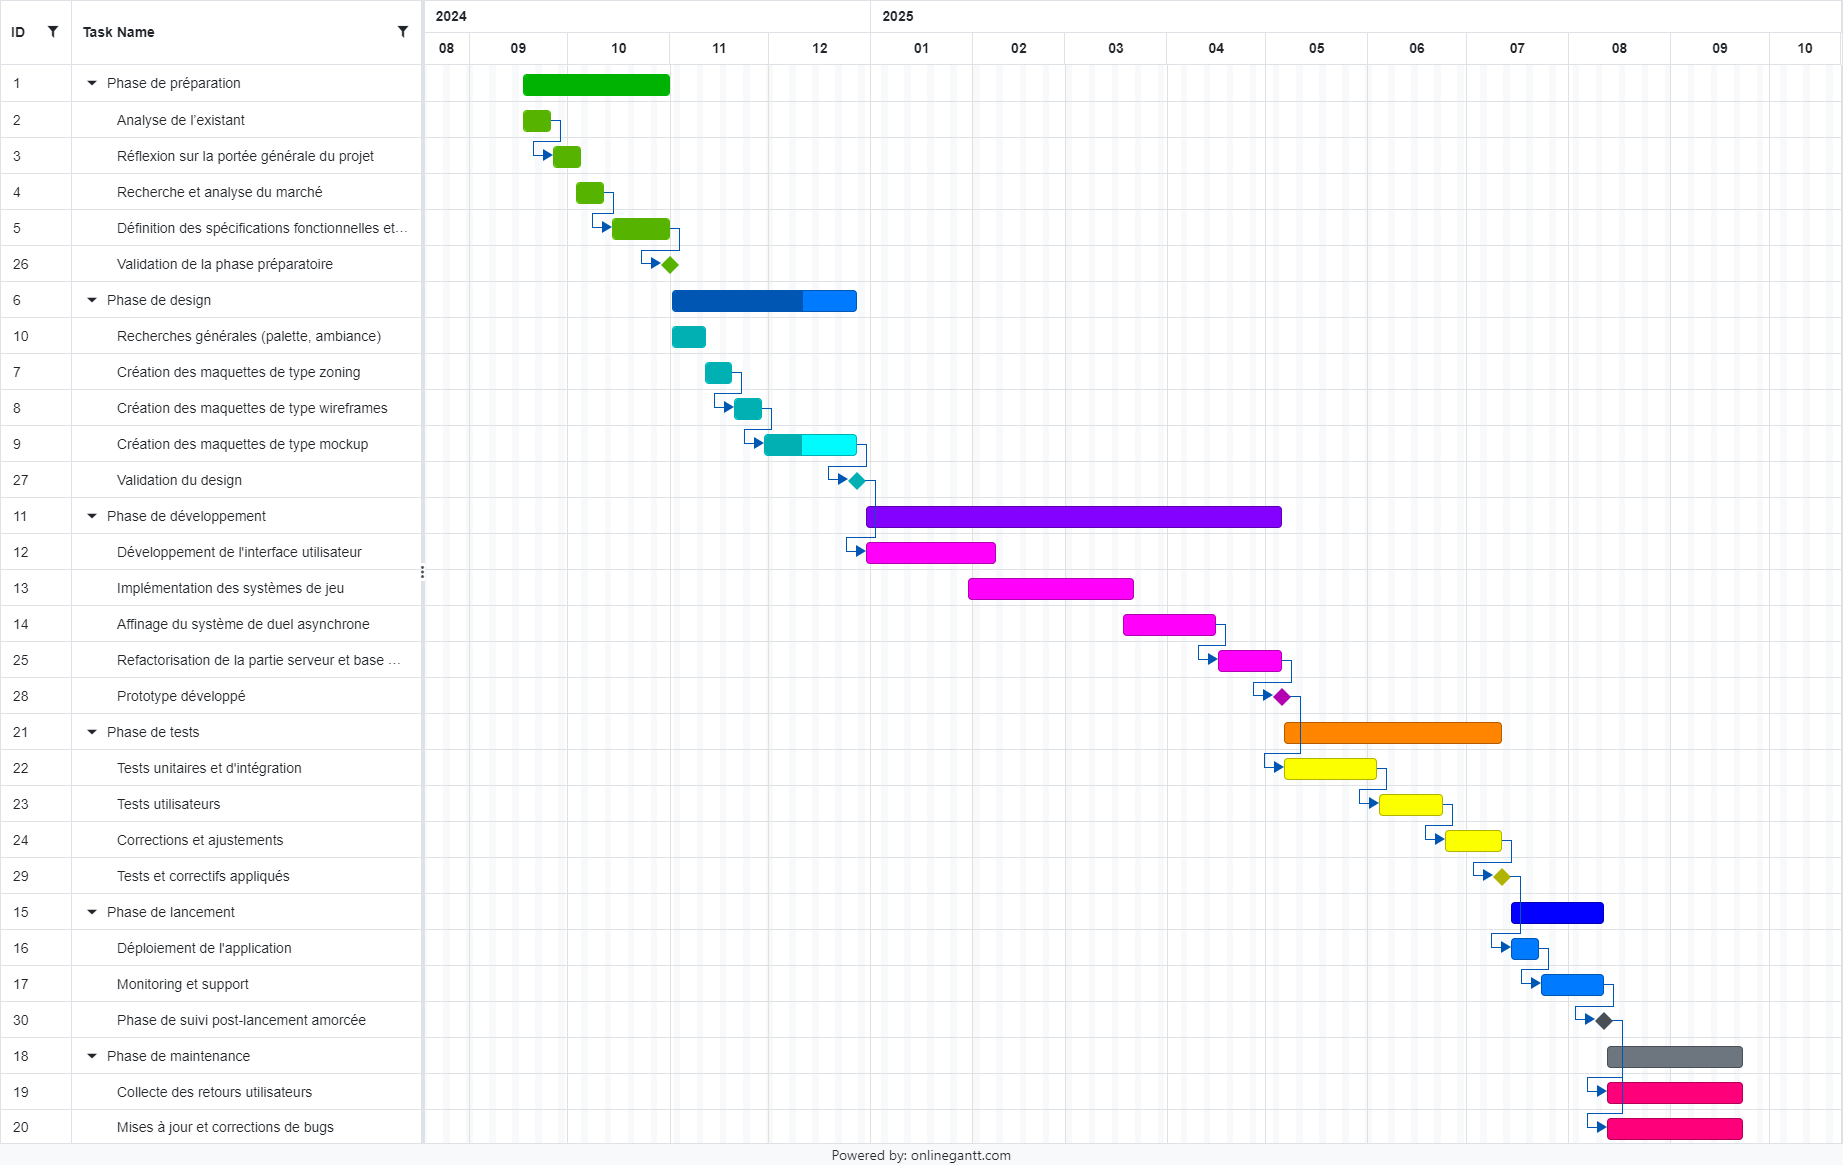 ID Task Name 2024 2025
08 09 10 11 12 01 02 03 04 05 06 07 08 09 10
1 Phase de préparation
2 Analyse de l’existant
3 Réflexion sur la portée générale du projet
4 Recherche et analyse du marché
5 Définition des spécifications fonctionnelles et…
26 Validation de la phase préparatoire
6 Phase de design
10 Recherches générales (palette, ambiance)
7 Création des maquettes de type zoning
8 Création des maquettes de type wireframes
9 Création des maquettes de type mockup
27 Validation du design
11 Phase de développement
12 Développement de l'interface utilisateur
13 Implémentation des systèmes de jeu
14 Affinage du système de duel asynchrone
25 Refactorisation de la partie serveur et base …
28 Prototype développé
21 Phase de tests
22 Tests unitaires et d'intégration
23 Tests utilisateurs
24 Corrections et ajustements
29 Tests et correctifs appliqués
15 Phase de lancement
16 Déploiement de l'application
17 Monitoring et support
30 Phase de suivi post-lancement amorcée
18 Phase de maintenance
19 Collecte des retours utilisateurs
20 Mises à jour et corrections de bugs
Powered by: onlinegantt.com